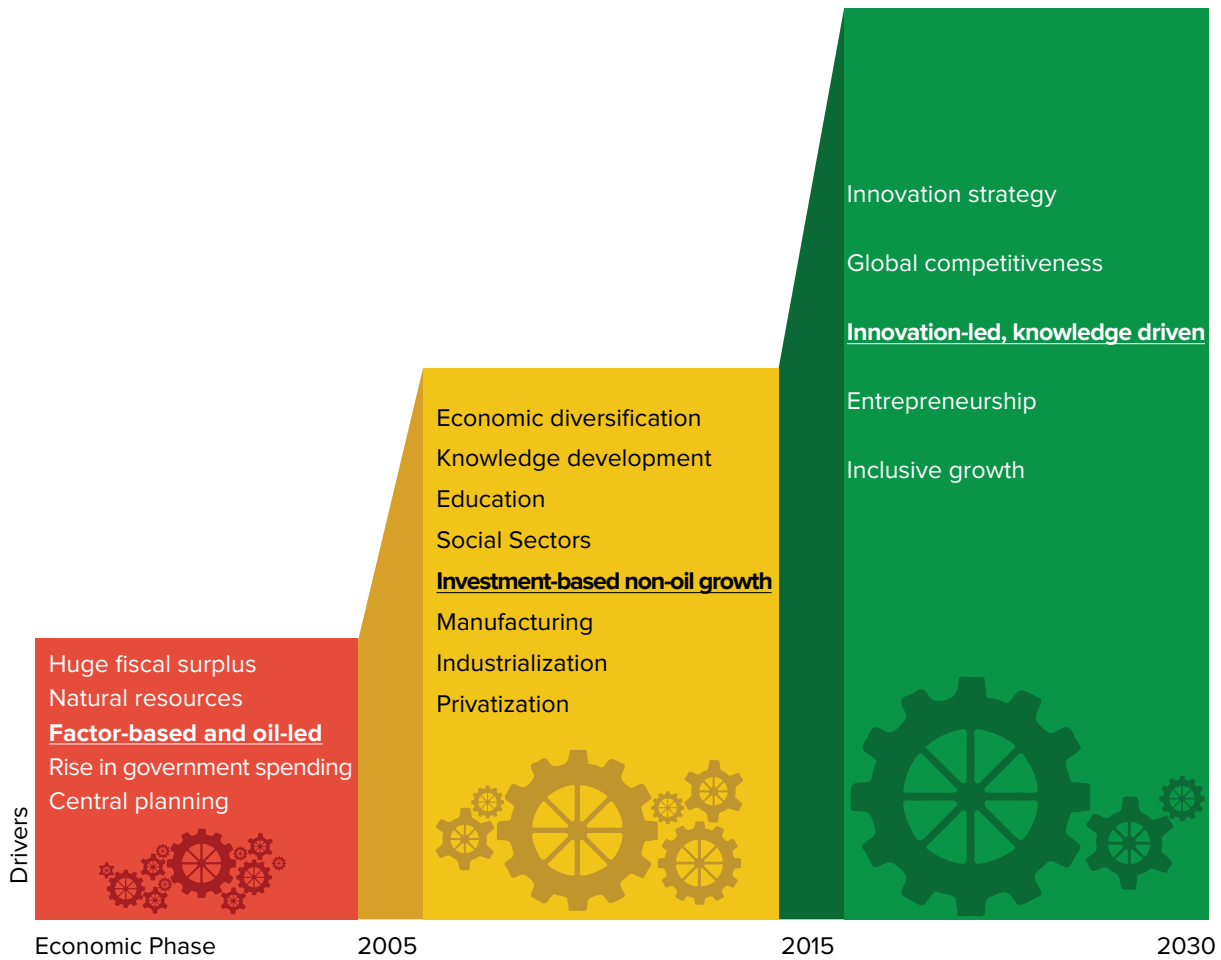 Huge fiscal surplus
Natural resources
Factor-based and oil-led
Rise in government spending
Central planning
Economic diversification
Knowledge development
Education
Social Sectors
Investment-based non-oil growth
Manufacturing
Industrialization
Privatization
Innovation strategy
Global competitiveness
Innovation-led, knowledge driven
Entrepreneurship
Inclusive growth
Drivers
Economic Phase
2005
2015
2030